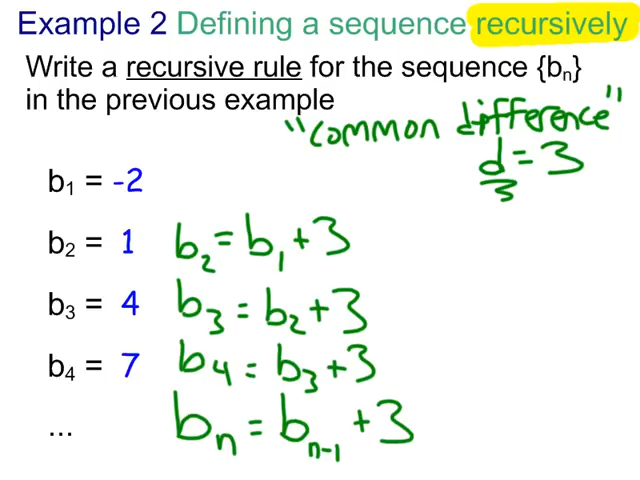 Example 2 Defining a sequence recursively
Write a recursive rule for the sequence {bₙ}
in the previous example
"common difference"
d = 3
3
b₁ = -2
b₂ = 1 b₂ = b₁ + 3
b₃ = 4 b₃ = b₂ + 3
b₄ = 7 b₄ = b₃ + 3
... bₙ = bₙ₋₁ + 3